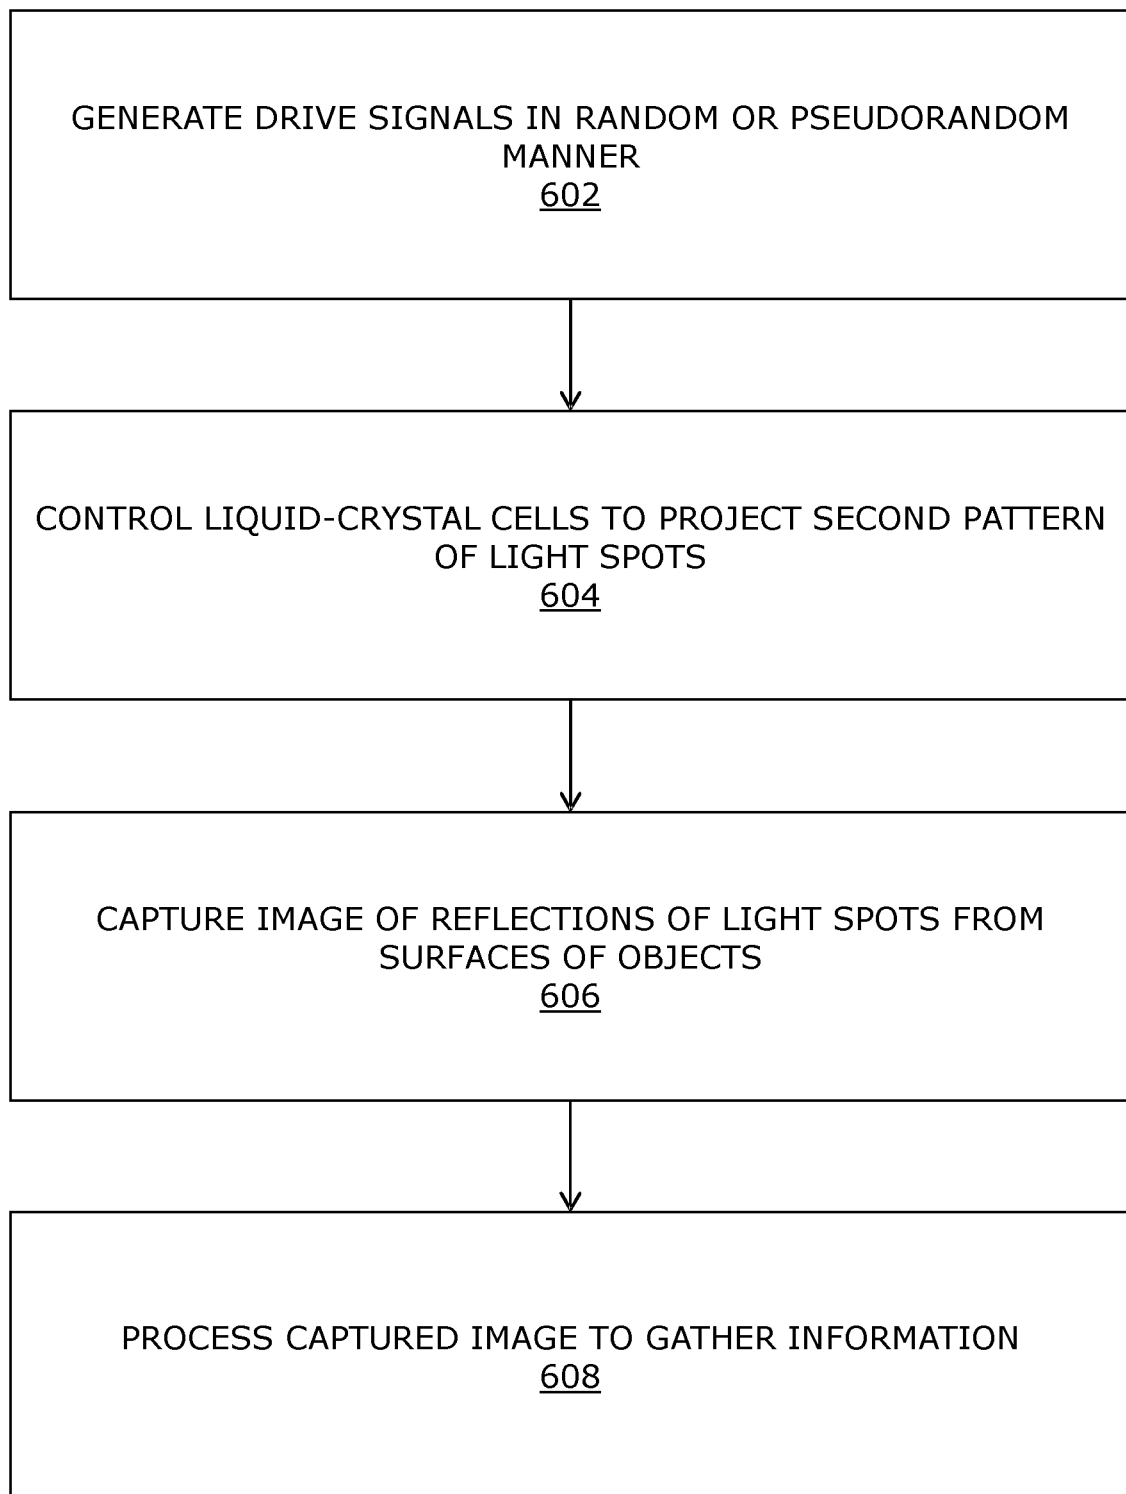 GENERATE DRIVE SIGNALS IN RANDOM OR PSEUDORANDOM
MANNER
602
CONTROL LIQUID-CRYSTAL CELLS TO PROJECT SECOND PATTERN
OF LIGHT SPOTS
604
CAPTURE IMAGE OF REFLECTIONS OF LIGHT SPOTS FROM
SURFACES OF OBJECTS
606
PROCESS CAPTURED IMAGE TO GATHER INFORMATION
608